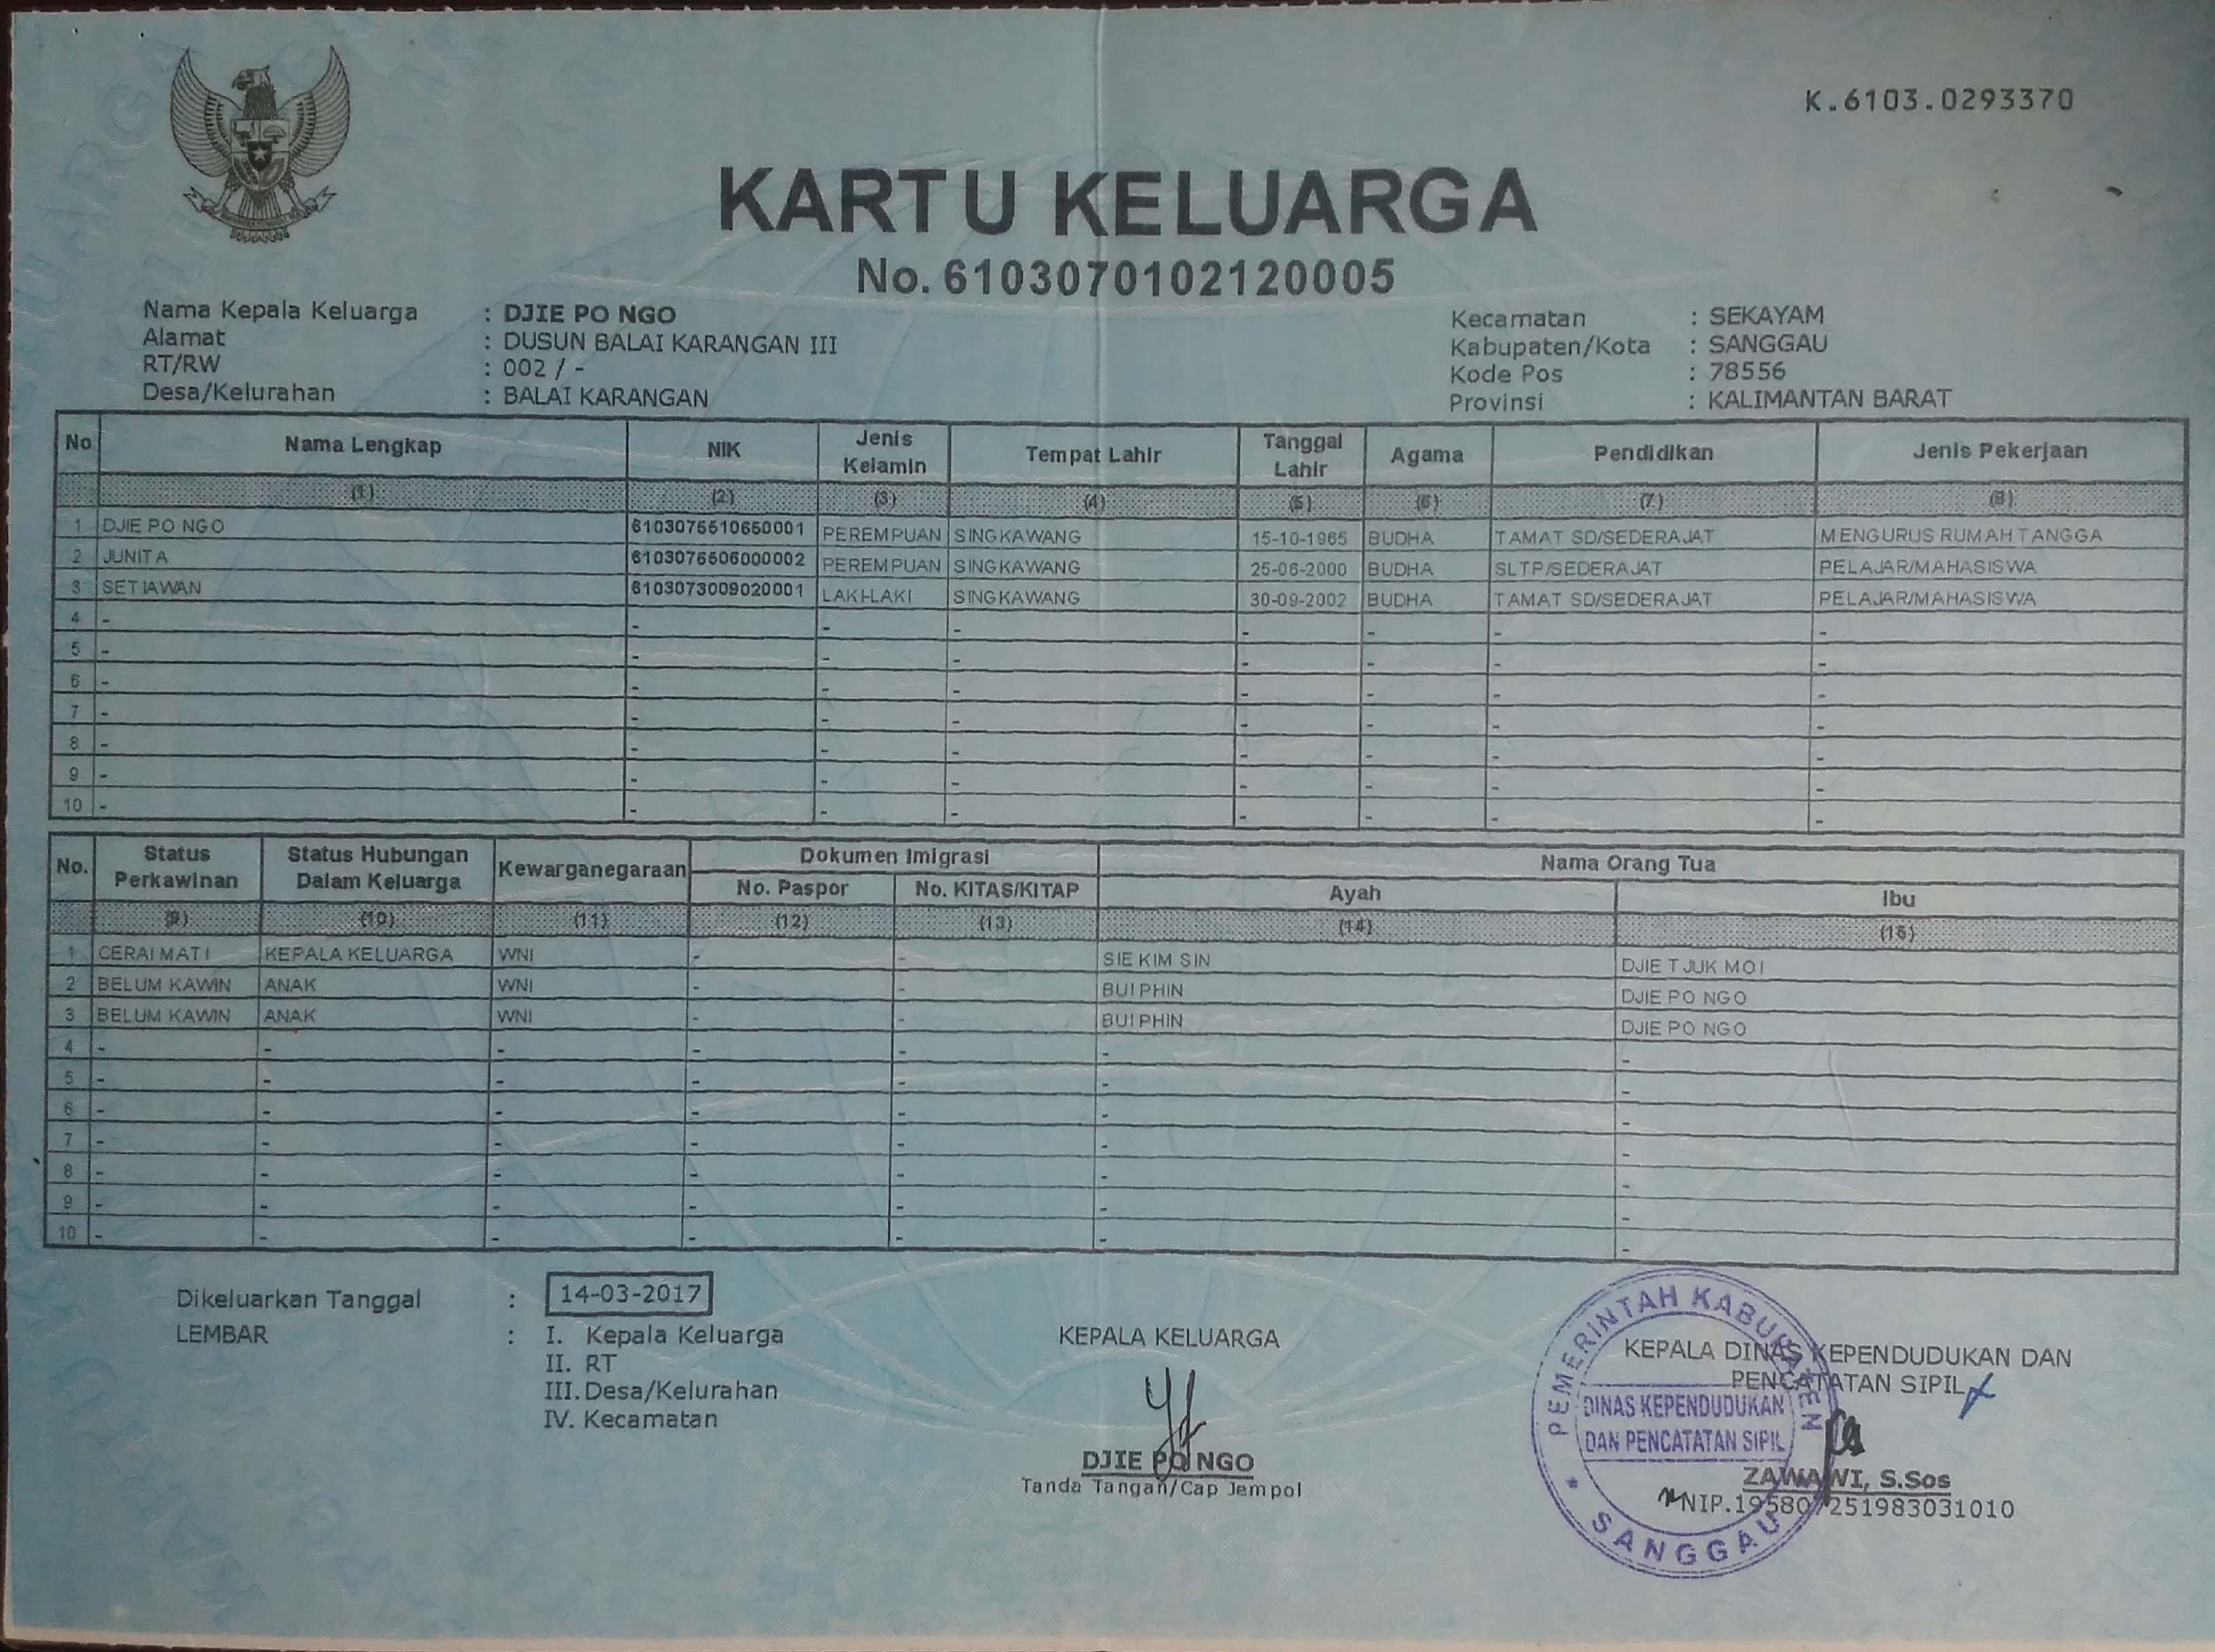 K.6103.0293370
KARTU KELUARGA
No. 6103070102120005
Nama Kepala Keluarga : DJIE PO NGO
Alamat : DUSUN BALAI KARANGAN III
RT/RW : 002 / -
Desa/Kelurahan : BALAI KARANGAN
Kecamatan : SEKAYAM
Kabupaten/Kota : SANGGAU
Kode Pos : 78556
Provinsi : KALIMANTAN BARAT
No Nama Lengkap NIK Jenis Kelamin Tempat Lahir Tanggal Lahir Agama Pendidikan Jenis Pekerjaan
(1) (2) (3) (4) (5) (6) (7) (8)
1 DJIE PO NGO 6103075510650001 PEREMPUAN SINGKAWANG 15-10-1965 BUDHA TAMAT SD/SEDERAJAT MENGURUS RUMAH TANGGA
2 JUNITA 6103076506000002 PEREMPUAN SINGKAWANG 25-06-2000 BUDHA SLTP/SEDERAJAT PELAJAR/MAHASISWA
3 SETIAWAN 6103073009020001 LAKI-LAKI SINGKAWANG 30-09-2002 BUDHA TAMAT SD/SEDERAJAT PELAJAR/MAHASISWA
4 - - - - - - - -
5 - - - - - - - -
6 - - - - - - - -
7 - - - - - - - -
8 - - - - - - - -
9 - - - - - - - -
10 - - - - - - - -
No. Status Perkawinan Status Hubungan Dalam Keluarga Kewarganegaraan Dokumen Imigrasi Nama Orang Tua
No. Paspor No. KITAS/KITAP Ayah Ibu
(9) (10) (11) (12) (13) (14) (15)
1 CERAI MATI KEPALA KELUARGA WNI - - SIE KIM SIN DJIE TJUK MOI
2 BELUM KAWIN ANAK WNI - - BUI PHIN DJIE PO NGO
3 BELUM KAWIN ANAK WNI - - BUI PHIN DJIE PO NGO
4 - - - - - - -
5 - - - - - - -
6 - - - - - - -
7 - - - - - - -
8 - - - - - - -
9 - - - - - - -
10 - - - - - - -
Dikeluarkan Tanggal : 14-03-2017
LEMBAR : I. Kepala Keluarga
II. RT
III. Desa/Kelurahan
IV. Kecamatan
KEPALA KELUARGA
DJIE PO NGO
Tanda Tangan/Cap Jempol
KEPALA DINAS KEPENDUDUKAN DAN
PENCATATAN SIPIL
ZAWAWI, S.Sos
NIP.195807251983031010
PEMERINTAH KABUPATEN
DINAS KEPENDUDUKAN
DAN PENCATATAN SIPIL
SANGGAU